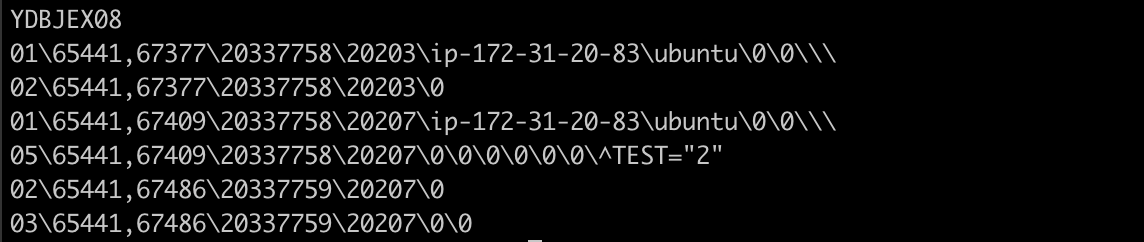 YDBJEX08
01\65441,67377\20337758\20203\ip-172-31-20-83\ubuntu\0\0\\\
02\65441,67377\20337758\20203\0
01\65441,67409\20337758\20207\ip-172-31-20-83\ubuntu\0\0\\\
05\65441,67409\20337758\20207\0\0\0\0\0\0\^TEST="2"
02\65441,67486\20337759\20207\0
03\65441,67486\20337759\20207\0\0